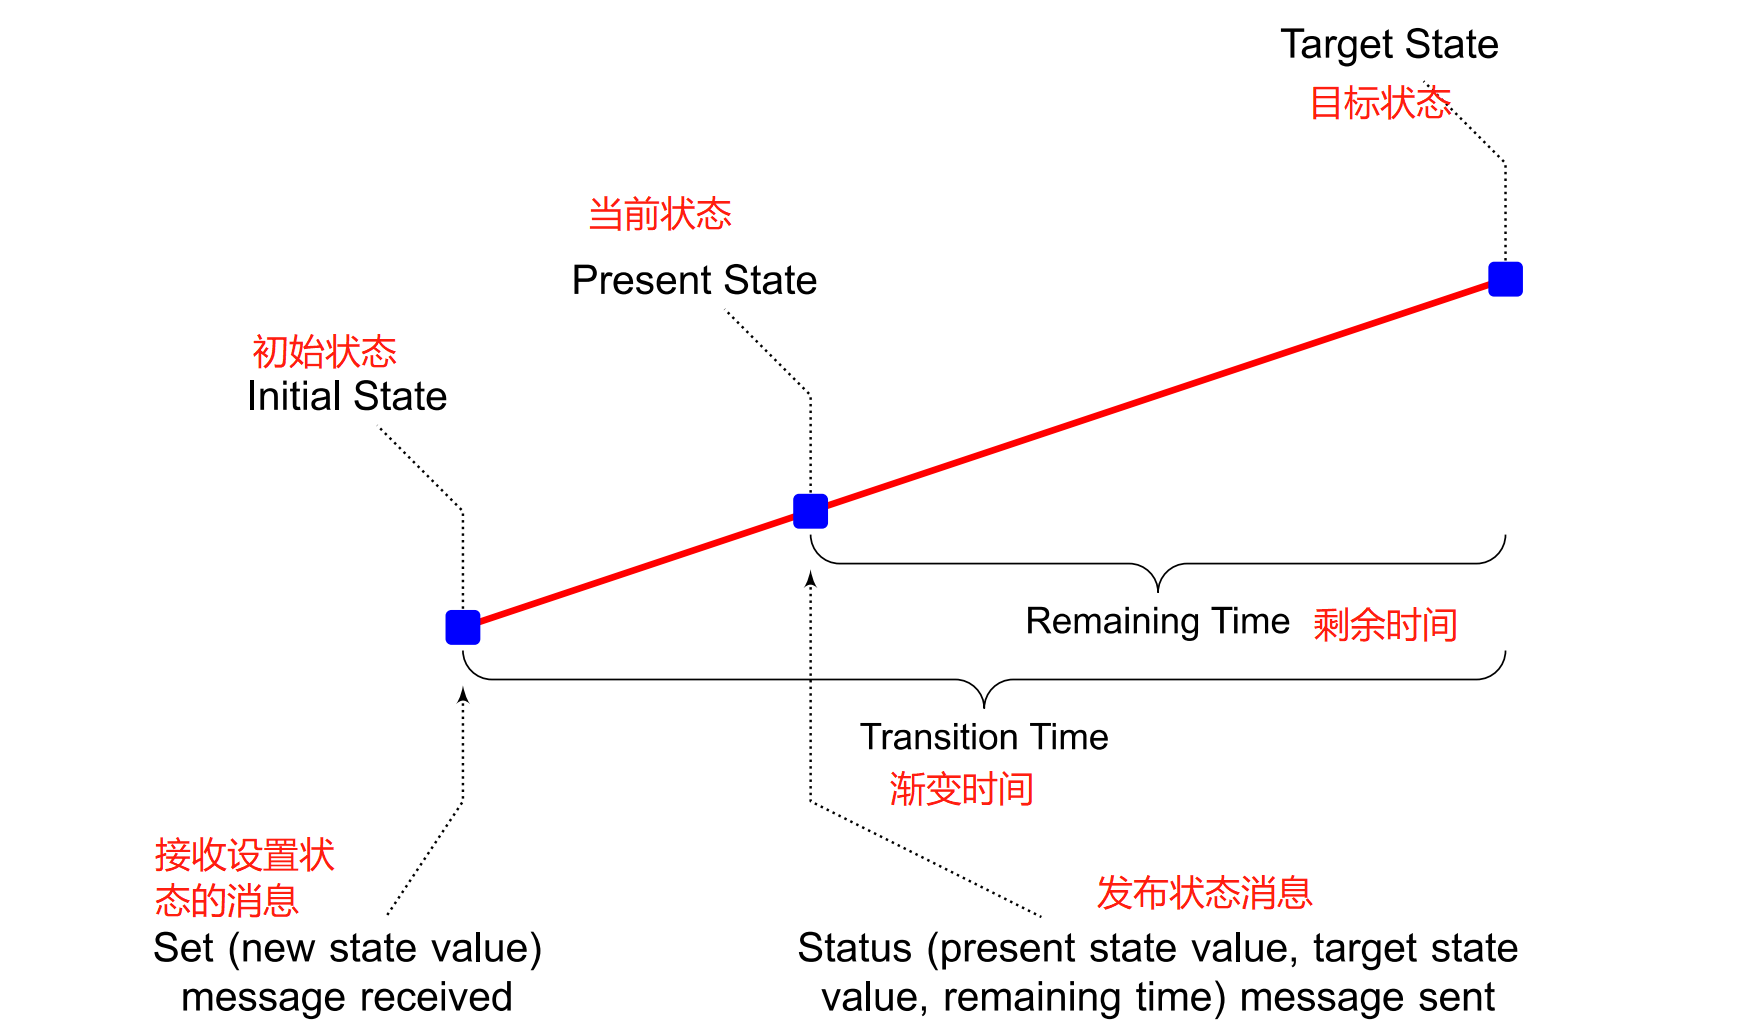 Target State
目标状态
当前状态
Present State
初始状态
Initial State
Remaining Time 剩余时间
Transition Time
渐变时间
接收设置状
态的消息
Set (new state value)
message received
发布状态消息
Status (present state value, target state
value, remaining time) message sent